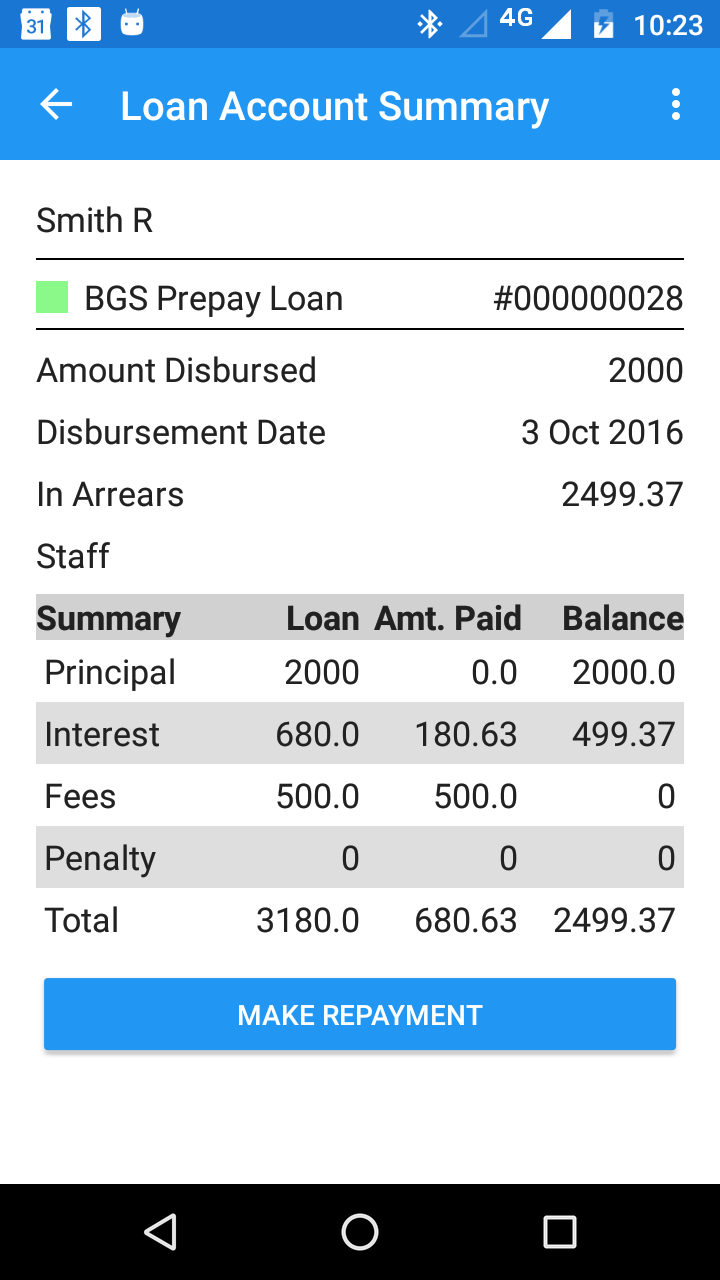 31 4G 10:23
Loan Account Summary
Smith R
BGS Prepay Loan #000000028
Amount Disbursed 2000
Disbursement Date 3 Oct 2016
In Arrears 2499.37
Staff
Summary Loan Amt. Paid Balance
Principal 2000 0.0 2000.0
Interest 680.0 180.63 499.37
Fees 500.0 500.0 0
Penalty 0 0 0
Total 3180.0 680.63 2499.37
MAKE REPAYMENT